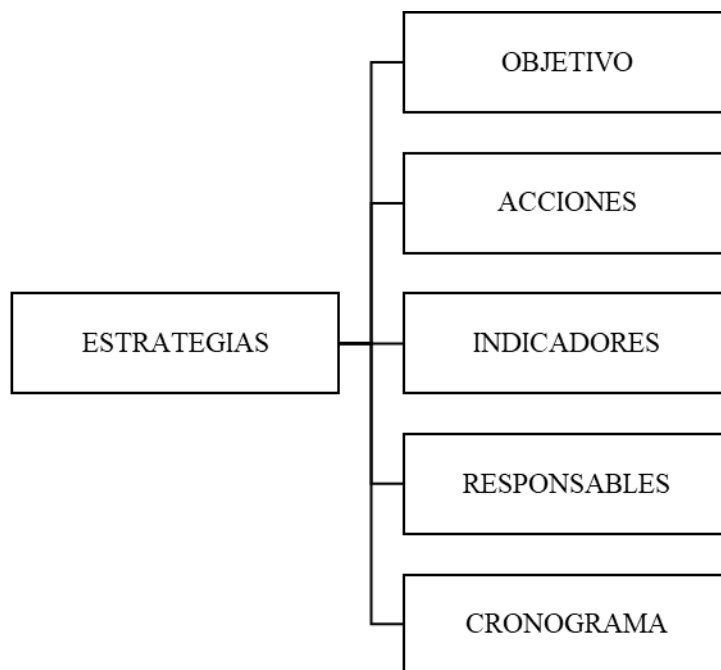 OBJETIVO
ACCIONES
ESTRATEGIAS
INDICADORES
RESPONSABLES
CRONOGRAMA